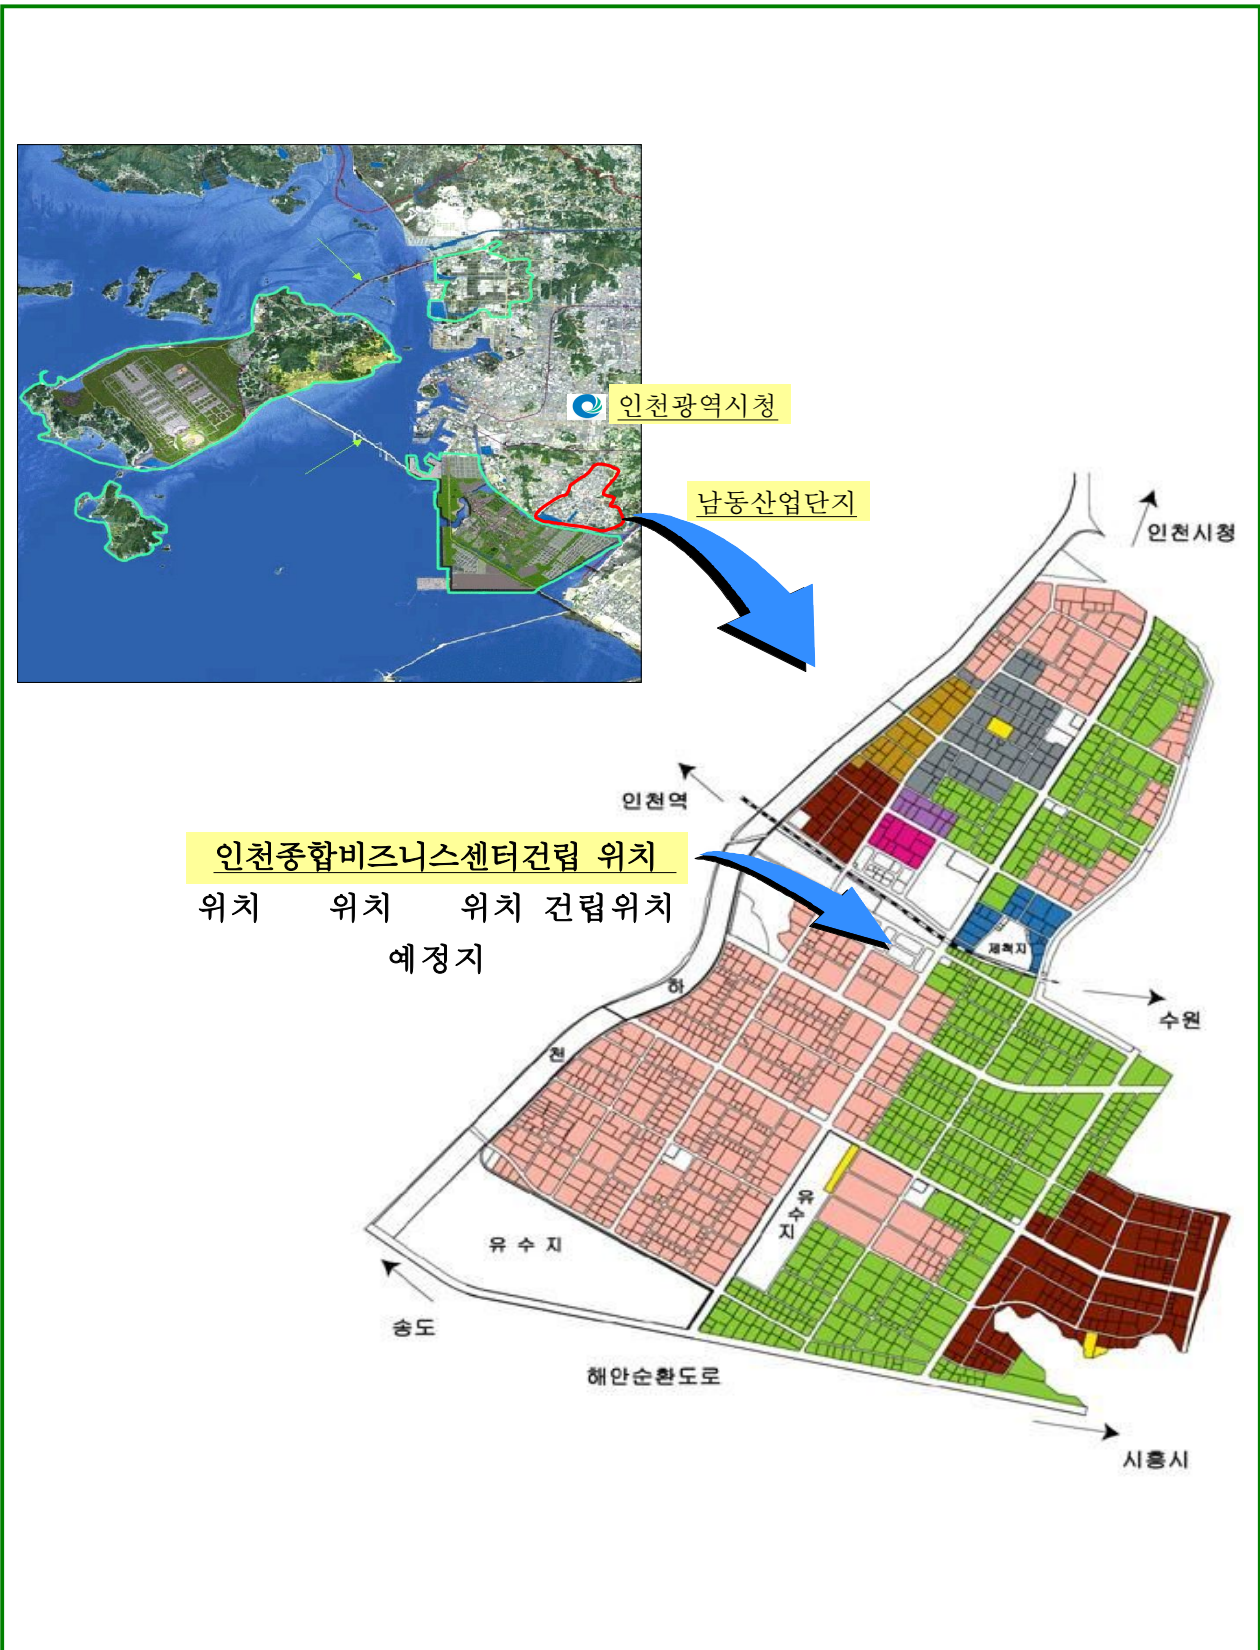 인천광역시청
남동산업단지
인천시청
인천역
인천종합비즈니스센터건립 위치
위치 위치 위치 건립위치
예정지
제척지
하
천
수원
유
수
지
유 수 지
송도
해안순환도로
시흥시